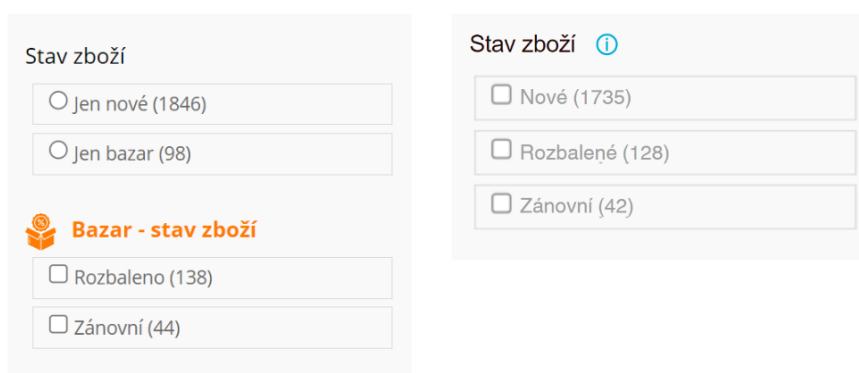 Stav zboží
Jen nové (1846)
Jen bazar (98)
Bazar - stav zboží
Rozbaleno (138)
Zánovní (44)
Stav zboží
Nové (1735)
Rozbalené (128)
Zánovní (42)